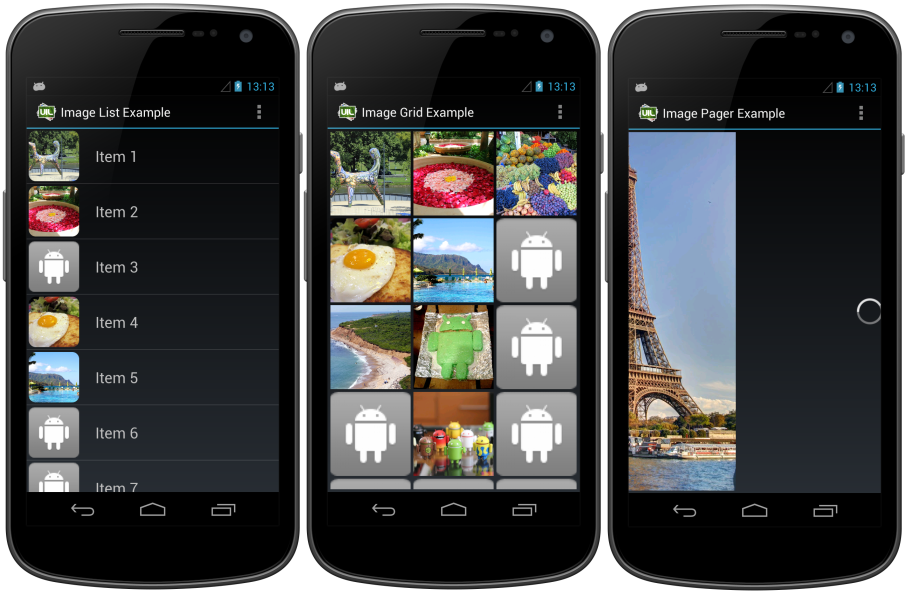 13:13
UIL Image List Example
Item 1
Item 2
Item 3
Item 4
Item 5
Item 6
Item 7
13:13
UIL Image Grid Example
13:13
UIL Image Pager Example